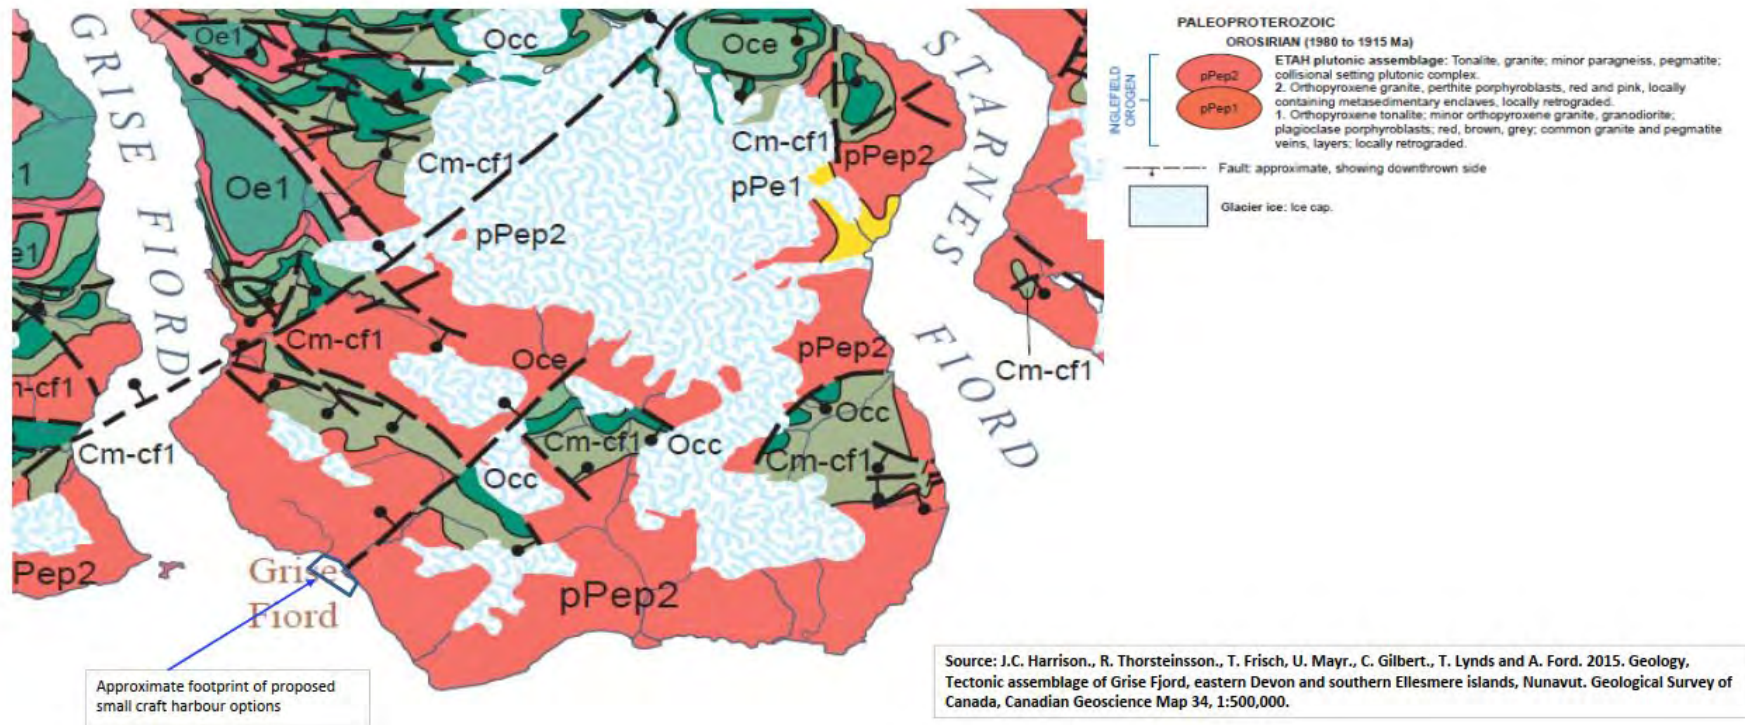 GRISE FIORD
Oe1
Occ
Oce
STARNES FIORD
Cm-cf1
Cm-cf1
pPep2
pPe1
-1
Oe1
pPep2
e1
Cm-cf1
Oce
pPep2
Cm-cf1
n-cf1
Occ
Cm-cf1
Occ
Cm-cf1
Cm-cf1
Occ
Pep2
Grise
Fiord
pPep2
Approximate footprint of proposed
small craft harbour options
PALEOPROTEROZOIC
OROSIRIAN (1980 to 1915 Ma)
INGLEFIELD
OROGEN
pPep2
pPep1
ETAH plutonic assemblage: Tonalite, granite; minor paragneiss, pegmatite;
collisional setting plutonic complex.
2. Orthopyroxene granite, perthite porphyroblasts, red and pink, locally
containing metasedimentary enclaves, locally retrograded.
1. Orthopyroxene tonalite; minor orthopyroxene granite, granodiorite;
plagioclase porphyroblasts; red, brown, grey; common granite and pegmatite
veins, layers; locally retrograded.
Fault: approximate, showing downthrown side
Glacier ice: Ice cap.
Source: J.C. Harrison., R. Thorsteinsson., T. Frisch, U. Mayr., C. Gilbert., T. Lynds and A. Ford. 2015. Geology,
Tectonic assemblage of Grise Fjord, eastern Devon and southern Ellesmere islands, Nunavut. Geological Survey of
Canada, Canadian Geoscience Map 34, 1:500,000.